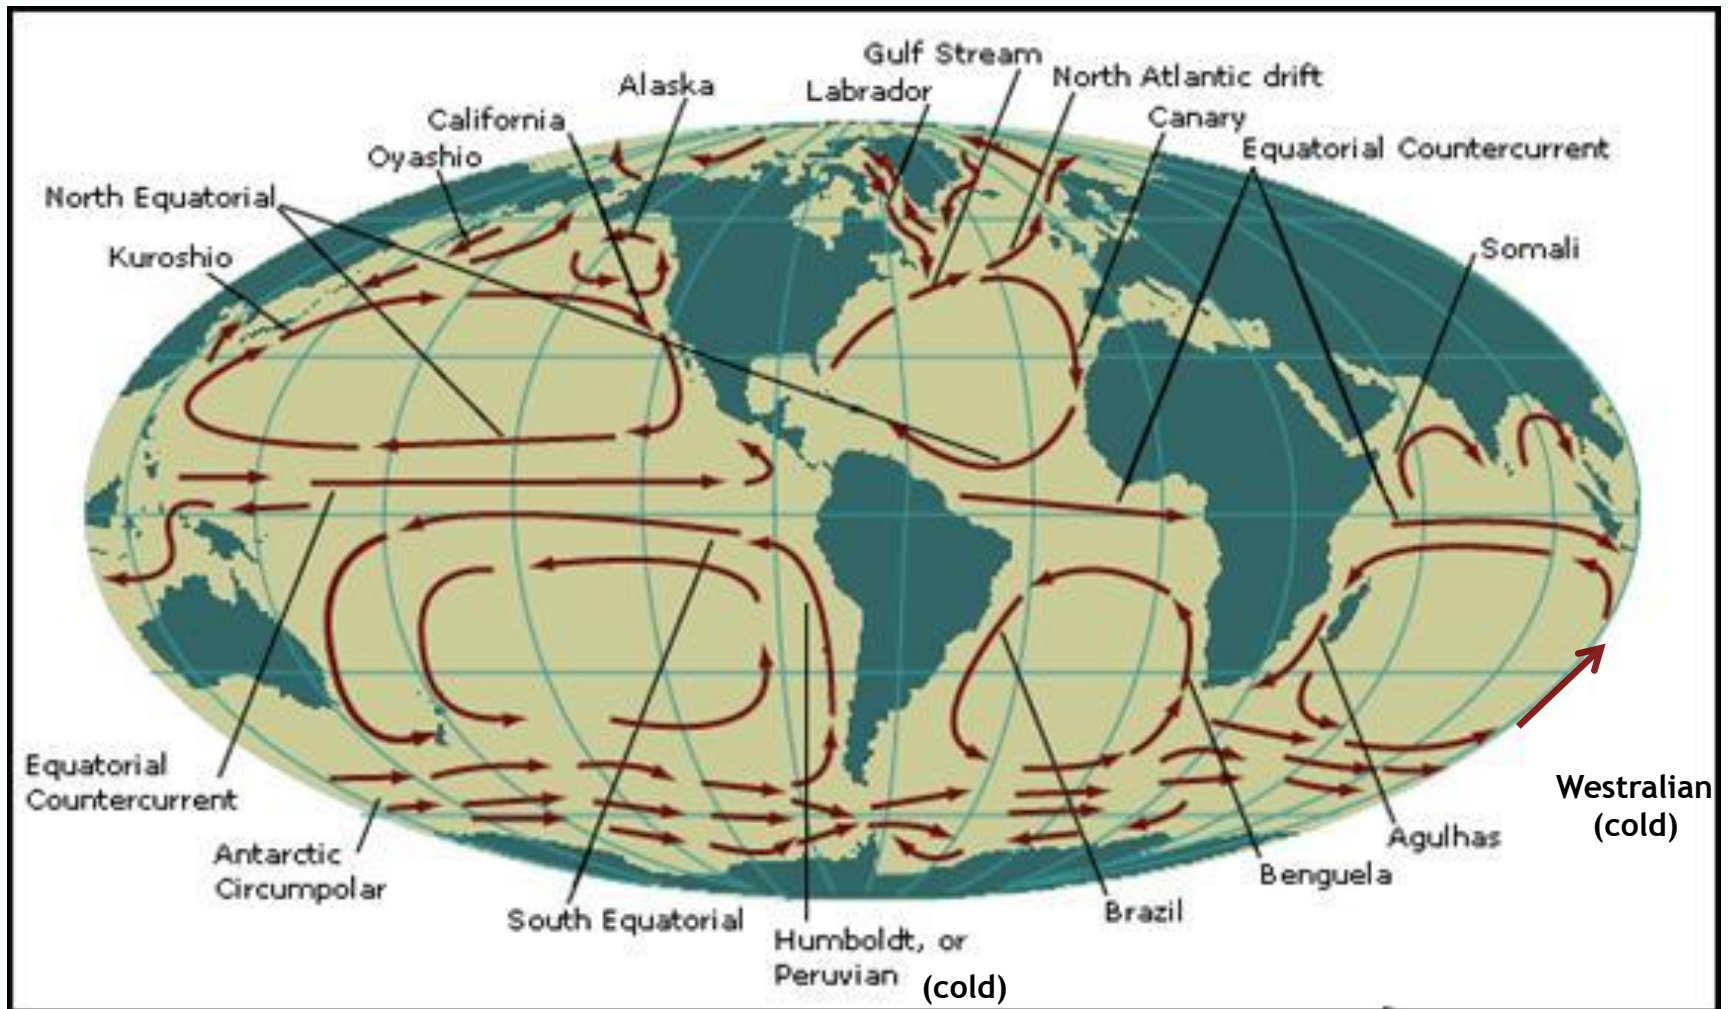 Gulf Stream
North Atlantic drift
Alaska
Labrador
Canary
California
Equatorial Countercurrent
Oyashio
North Equatorial
Somali
Kuroshio
Equatorial
Countercurrent
Westralian
(cold)
Agulhas
Antarctic
Circumpolar
Benguela
Brazil
South Equatorial
Humboldt, or
Peruvian (cold)